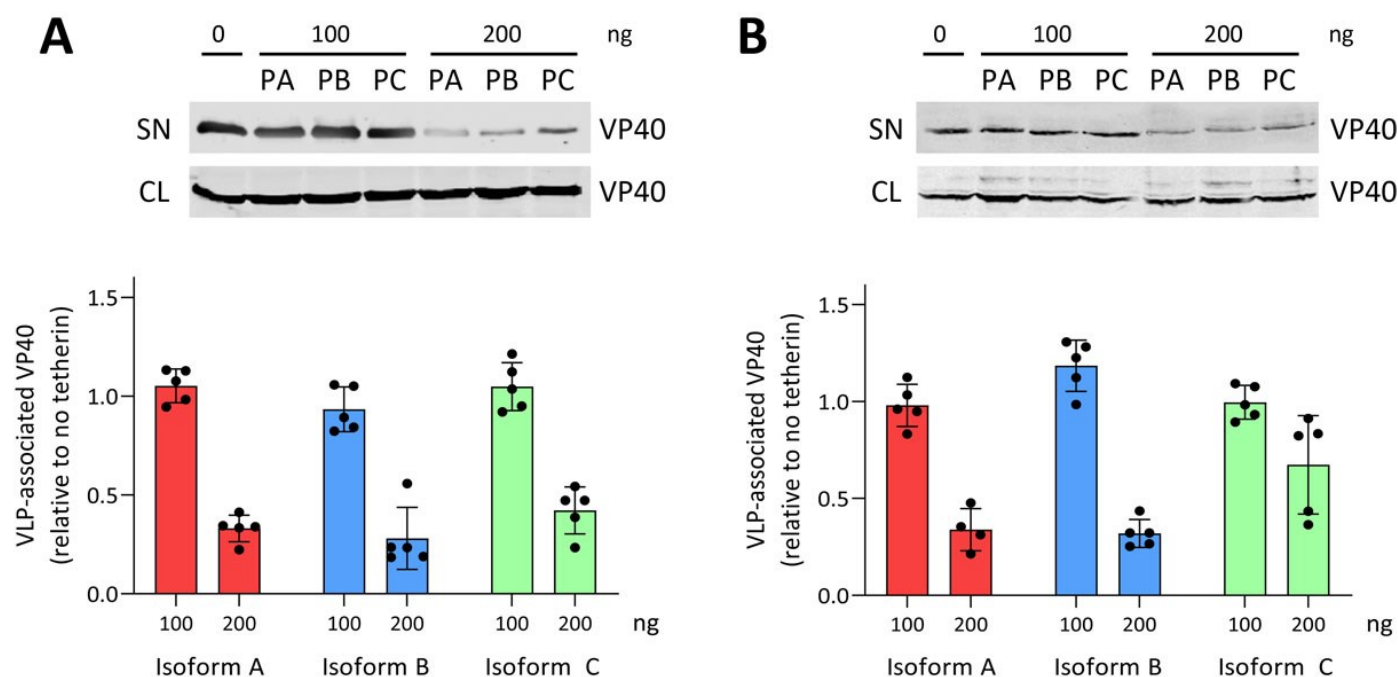 A
0 100 200 ng
PA PB PC PA PB PC
SN VP40
CL VP40
VLP-associated VP40
(relative to no tetherin)
1.5
1.0
0.5
0.0
100 200 100 200 100 200 ng
Isoform A Isoform B Isoform C
B
0 100 200 ng
PA PB PC PA PB PC
SN VP40
CL VP40
VLP-associated VP40
(relative to no tetherin)
1.5
1.0
0.5
0.0
100 200 100 200 100 200 ng
Isoform A Isoform B Isoform C